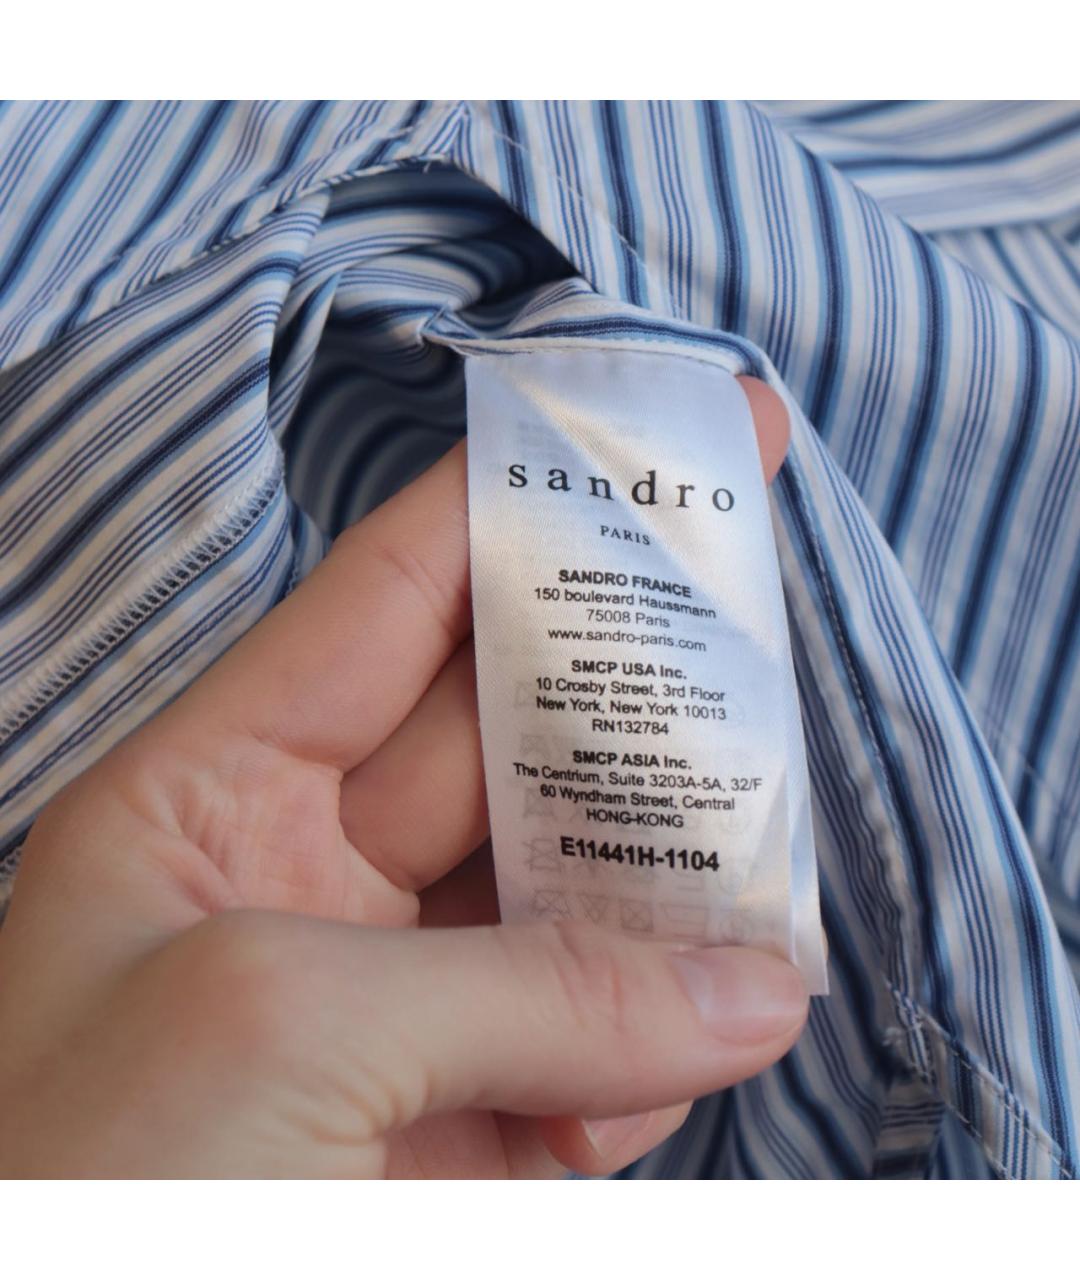 sandro
PARIS
SANDRO FRANCE
150 boulevard Haussmann
75008 Paris
www.sandro-paris.com
SMCP USA Inc.
10 Crosby Street, 3rd Floor
New York, New York 10013
RN132784
SMCP ASIA Inc.
The Centrium, Suite 3203A-5A, 32/F
60 Wyndham Street, Central
HONG-KONG
E11441H-1104